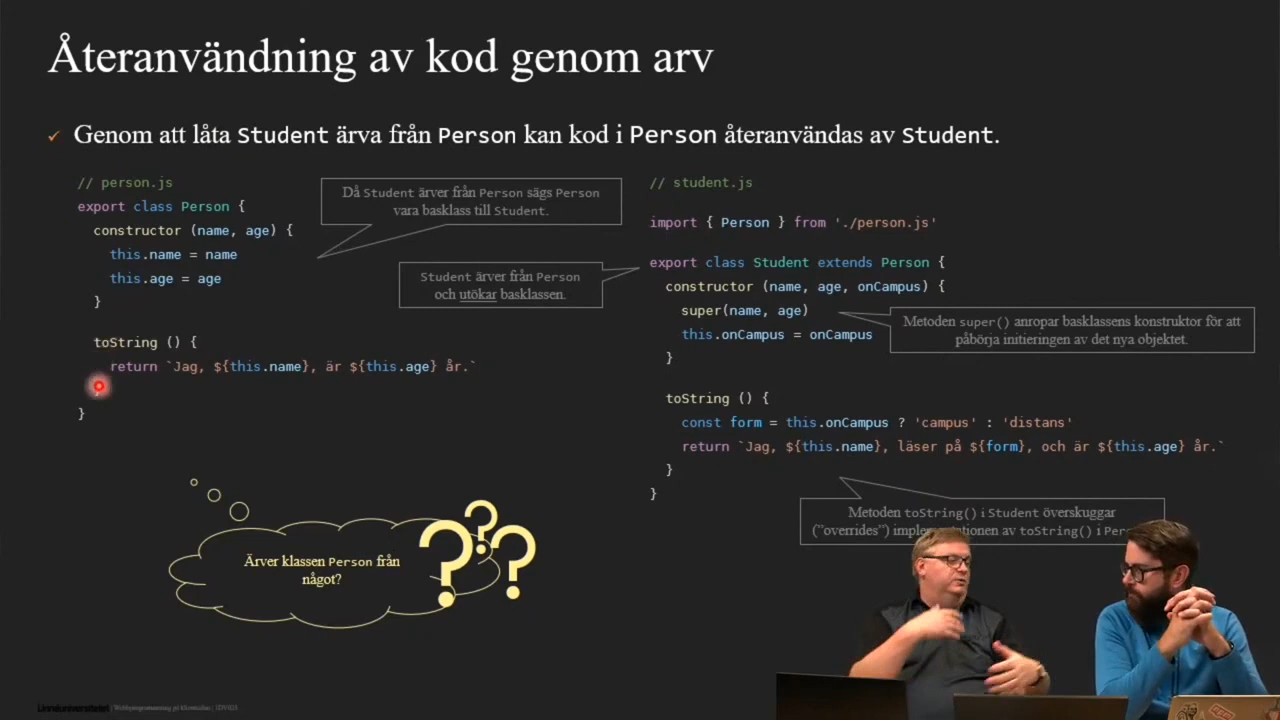 Återanvändning av kod genom arv
✓ Genom att låta Student ärva från Person kan kod i Person återanvändas av Student.
// person.js
export class Person {
constructor (name, age) {
this.name = name
this.age = age
}
toString () {
return `Jag, ${this.name}, är ${this.age} år.`
}
Då Student ärver från Person sägs Person
vara basklass till Student.
Student ärver från Person
och utökar basklassen.
// student.js
import { Person } from './person.js'
export class Student extends Person {
constructor (name, age, onCampus) {
super(name, age)
this.onCampus = onCampus
}
toString () {
const form = this.onCampus ? 'campus' : 'distans'
return `Jag, ${this.name}, läser på ${form}, och är ${this.age} år.`
}
}
Metoden super() anropar basklassens konstruktor för att
påbörja initieringen av det nya objektet.
Metoden toString() i Student överskuggar
("overrides") implementationen av toString() i
Ärver klassen Person från
något?
???
Linnéuniversitetet